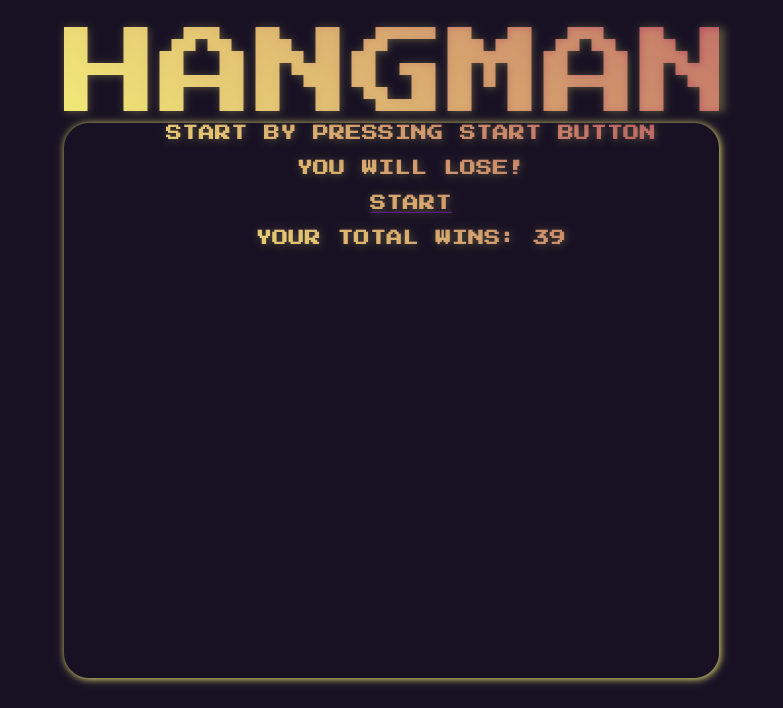 HANGMAN
START BY PRESSING START BUTTON
YOU WILL LOSE!
START
YOUR TOTAL WINS: 39